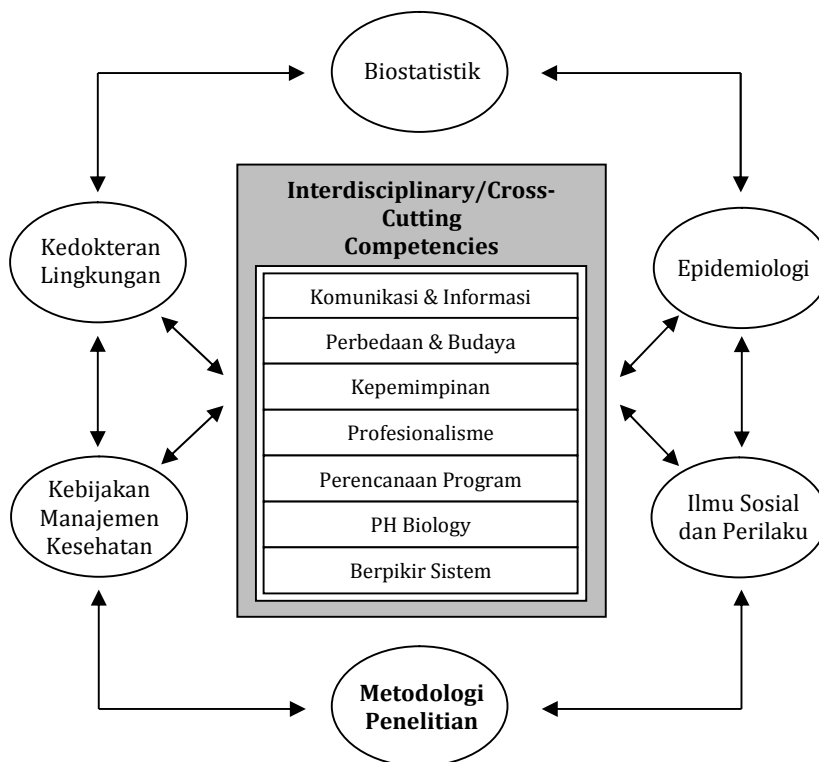 Biostatistik
Interdisciplinary/Cross-
Cutting
Competencies
Kedokteran
Lingkungan
Epidemiologi
Komunikasi & Informasi
Perbedaan & Budaya
Kepemimpinan
Profesionalisme
Perencanaan Program
PH Biology
Berpikir Sistem
Kebijakan
Manajemen
Kesehatan
Ilmu Sosial
dan Perilaku
Metodologi
Penelitian